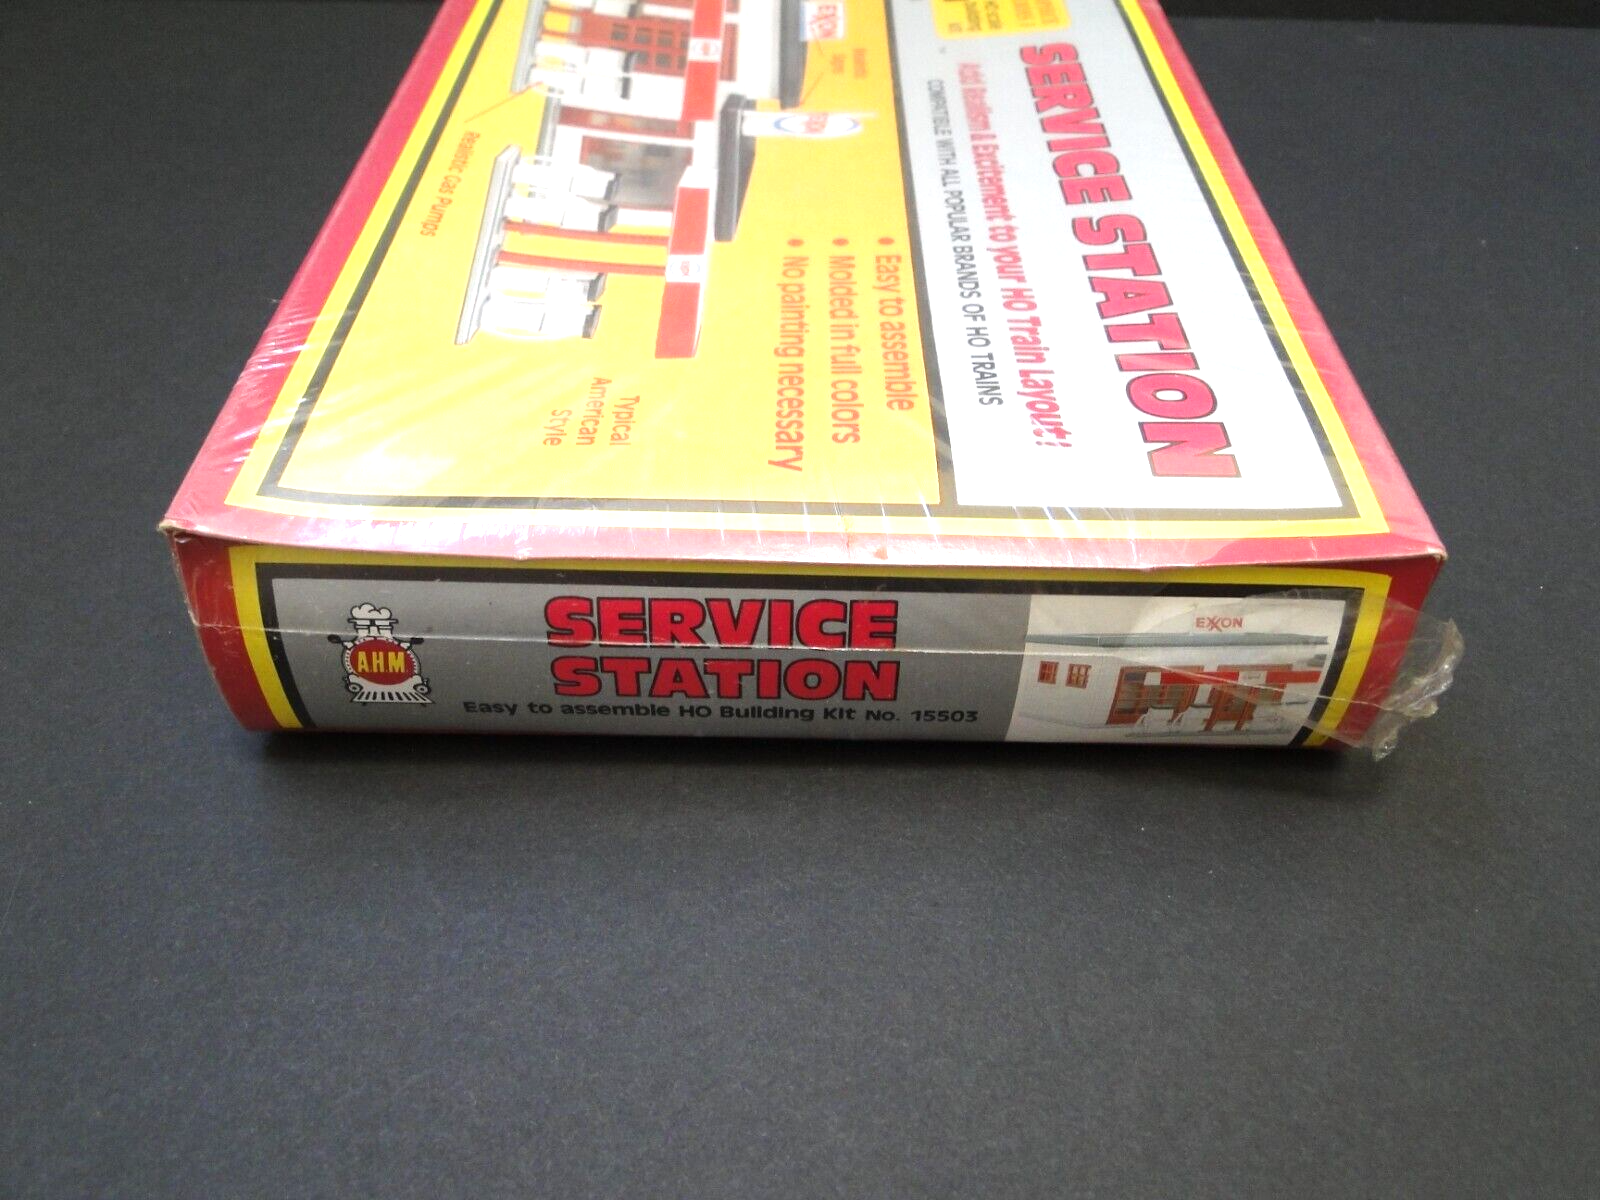 SERVICE STATION
Add Realism & Excitement to your HO Train Layout!
COMPATIBLE WITH ALL POPULAR BRANDS OF HO TRAINS
• Easy to assemble
• Molded in full colors
• No painting necessary
EXXON
EXXON
Realistic Gas Pumps
Typical
American
Style
AHM
SERVICE
STATION
Easy to assemble HO Building Kit No. 15503
EXXON